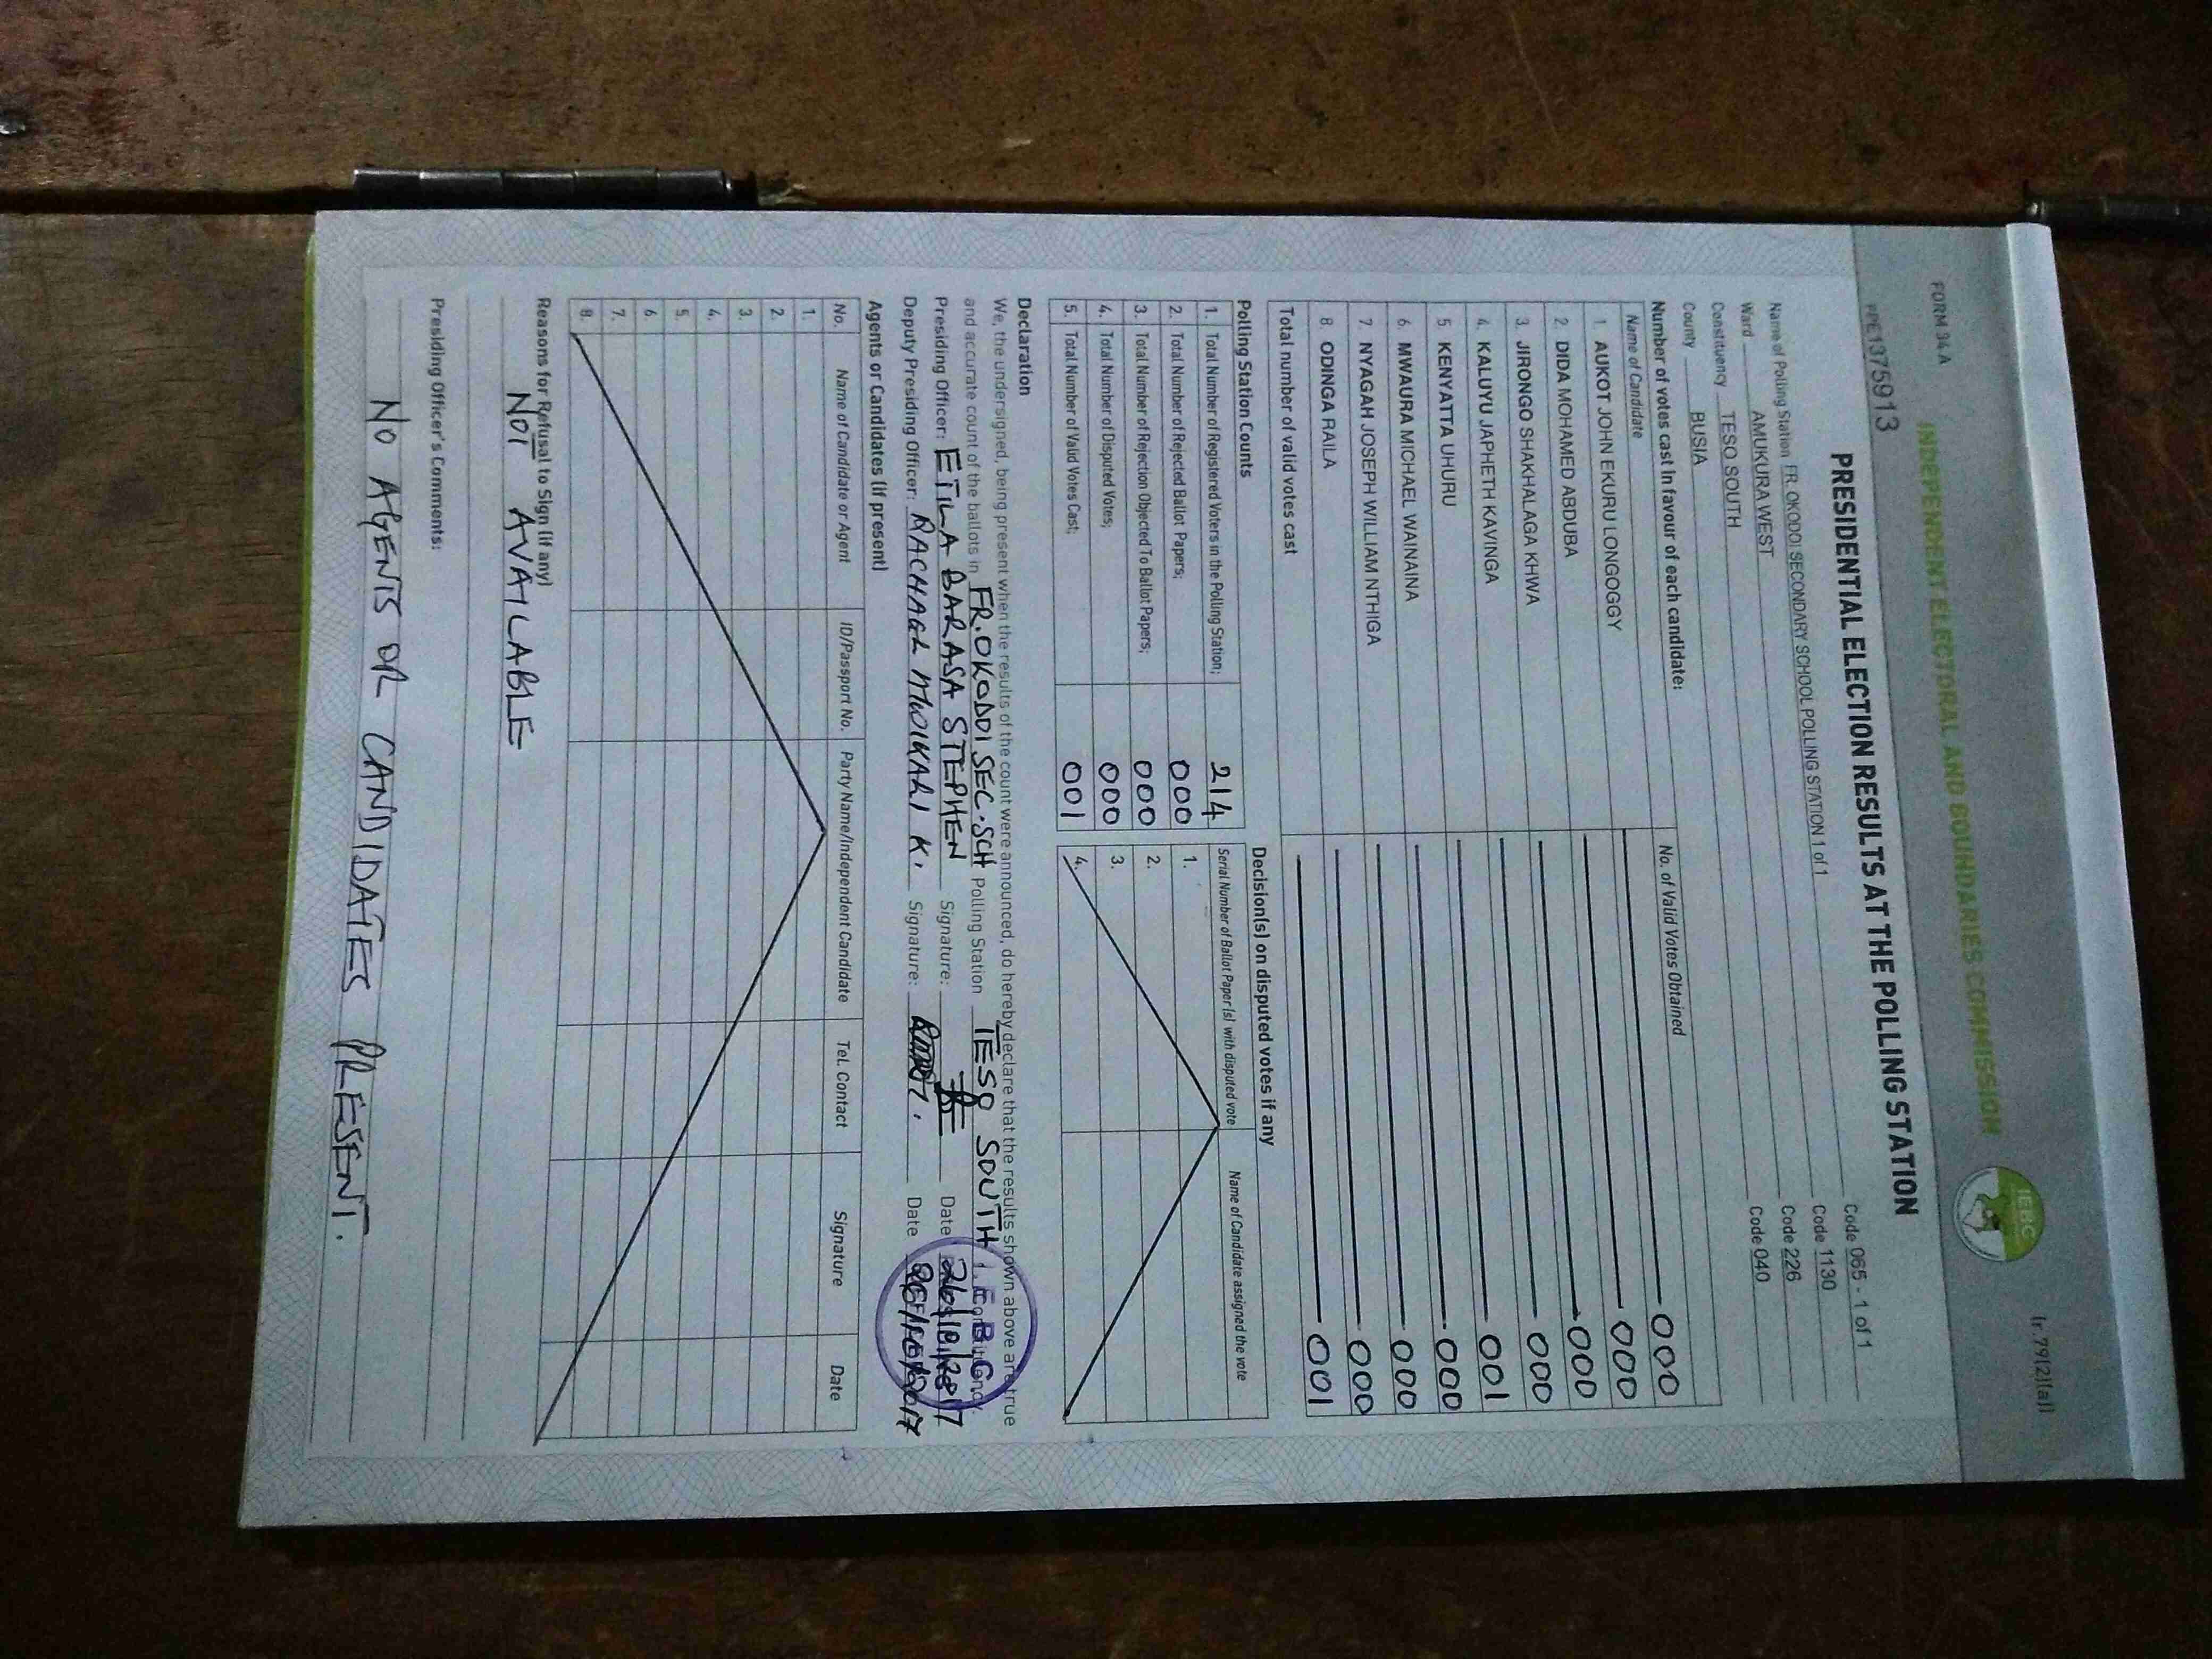 FORM 34 A
(r 79(2)(a))
INDEPENDENT ELECTORAL AND BOUNDARIES COMMISSION
IEBC
PPE1375913
PRESIDENTIAL ELECTION RESULTS AT THE POLLING STATION
Name of Polling Station FR. OKODOI SECONDARY SCHOOL POLLING STATION 1 of 1 Code 065 - 1 of 1
Ward AMUKURA WEST Code 1130
Constituency TESO SOUTH Code 226
County BUSIA Code 040
Number of votes cast in favour of each candidate:
Name of Candidate No. of Valid Votes Obtained
1. AUKOT JOHN EKURU LONGOGGY 000
2. DIDA MOHAMED ABDUBA 000
3. JIRONGO SHAKHALAGA KHWA 000
4. KALUYU JAPHETH KAVINGA 000
5 KENYATTA UHURU 001
6 MWAURA MICHAEL WAINAINA 000
7 NYAGAH JOSEPH WILLIAM NTHIGA 000
8. ODINGA RAILA 000
Total number of valid votes cast 001
Polling Station Counts
1. Total Number of Registered Voters in the Polling Station; 214
2. Total Number of Rejected Ballot Papers; 000
3. Total Number of Rejection Objected To Ballot Papers; 000
4. Total Number of Disputed Votes; 000
5. Total Number of Valid Votes Cast; 001
Decision(s) on disputed votes if any
Serial Number of Ballot Paper (s) with disputed vote Name of Candidate assigned the vote
1.
2.
3.
4.
Declaration
We, the undersigned, being present when the results of the count were announced, do hereby declare that the results shown above are true
and accurate count of the ballots in FR. OKODOI SEC. SCH Polling Station TESO SOUTH Constituency.
Presiding Officer: ETILA BARASA STEPHEN Signature: Date 26/10/2017
Deputy Presiding Officer: RACHAEL K. Signature: Date 26/10/2017
I.E.B.C
Agents or Candidates (if present)
No. Name of Candidate or Agent ID/Passport No. Party Name/Independent Candidate Tel. Contact Signature Date
1.
2.
3.
4.
5.
6.
7.
8.
Reasons for Refusal to Sign (if any)
NOT AVAILABLE
Presiding Officer's Comments:
NO AGENTS OR CANDIDATES PRESENT.